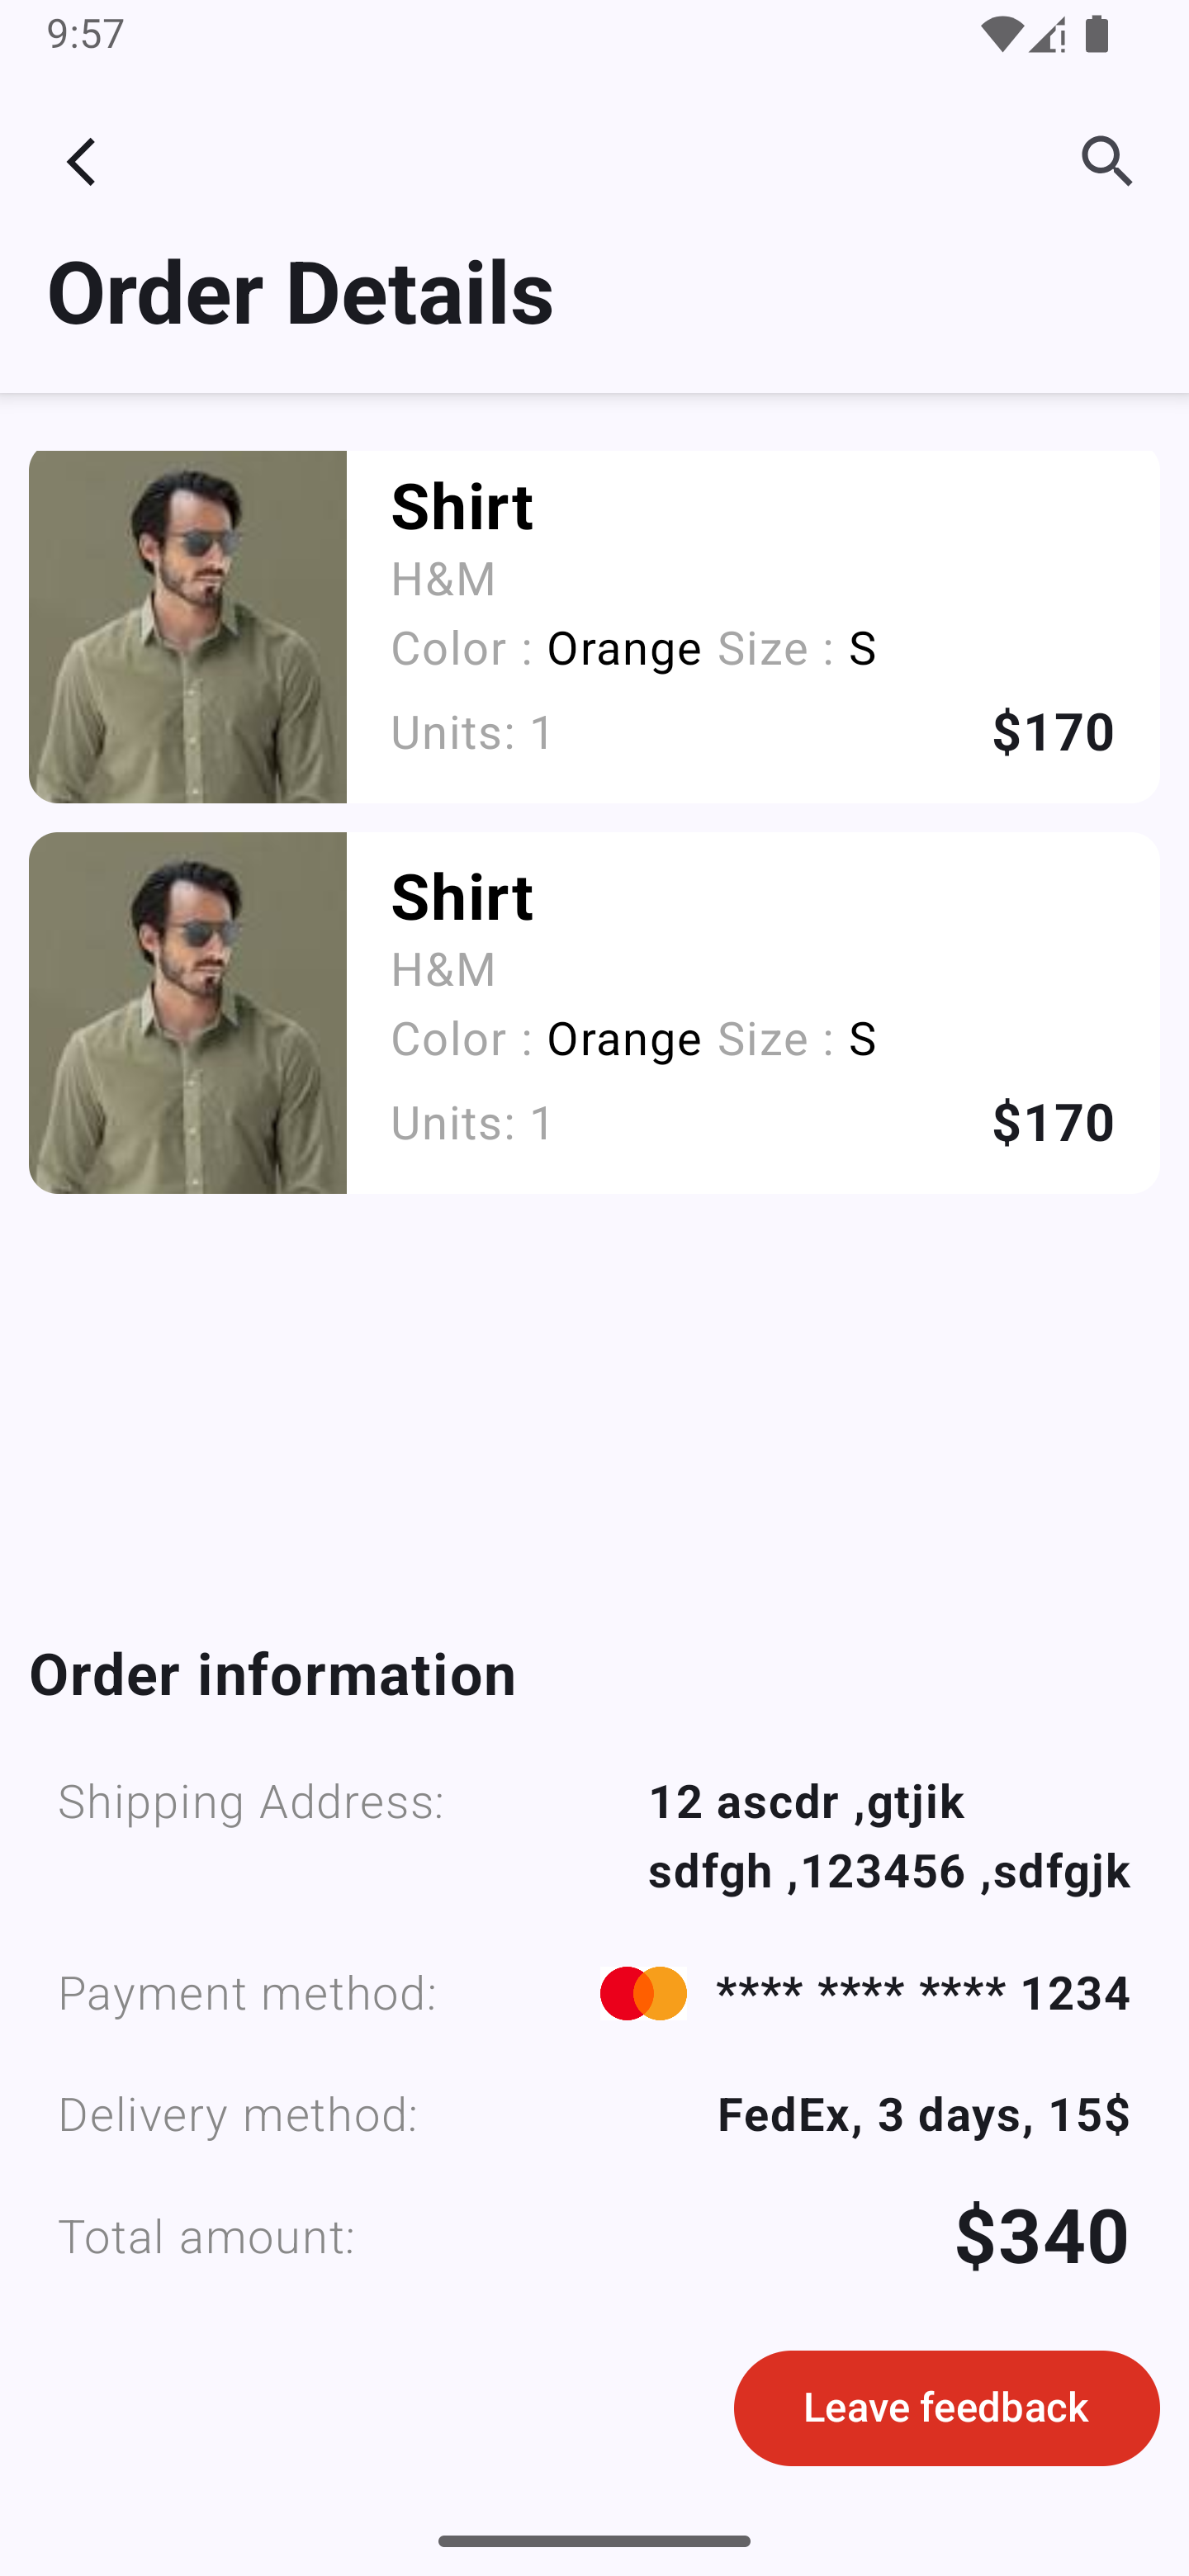 9:57
Order Details
Shirt
H&M
Color : Orange Size : S
Units: 1
$170
Shirt
H&M
Color : Orange Size : S
Units: 1
$170
Order information
Shipping Address:
12 ascdr ,gtjik
sdfgh ,123456 ,sdfgjk
Payment method:
**** **** **** 1234
Delivery method:
FedEx, 3 days, 15$
Total amount:
$340
Leave feedback